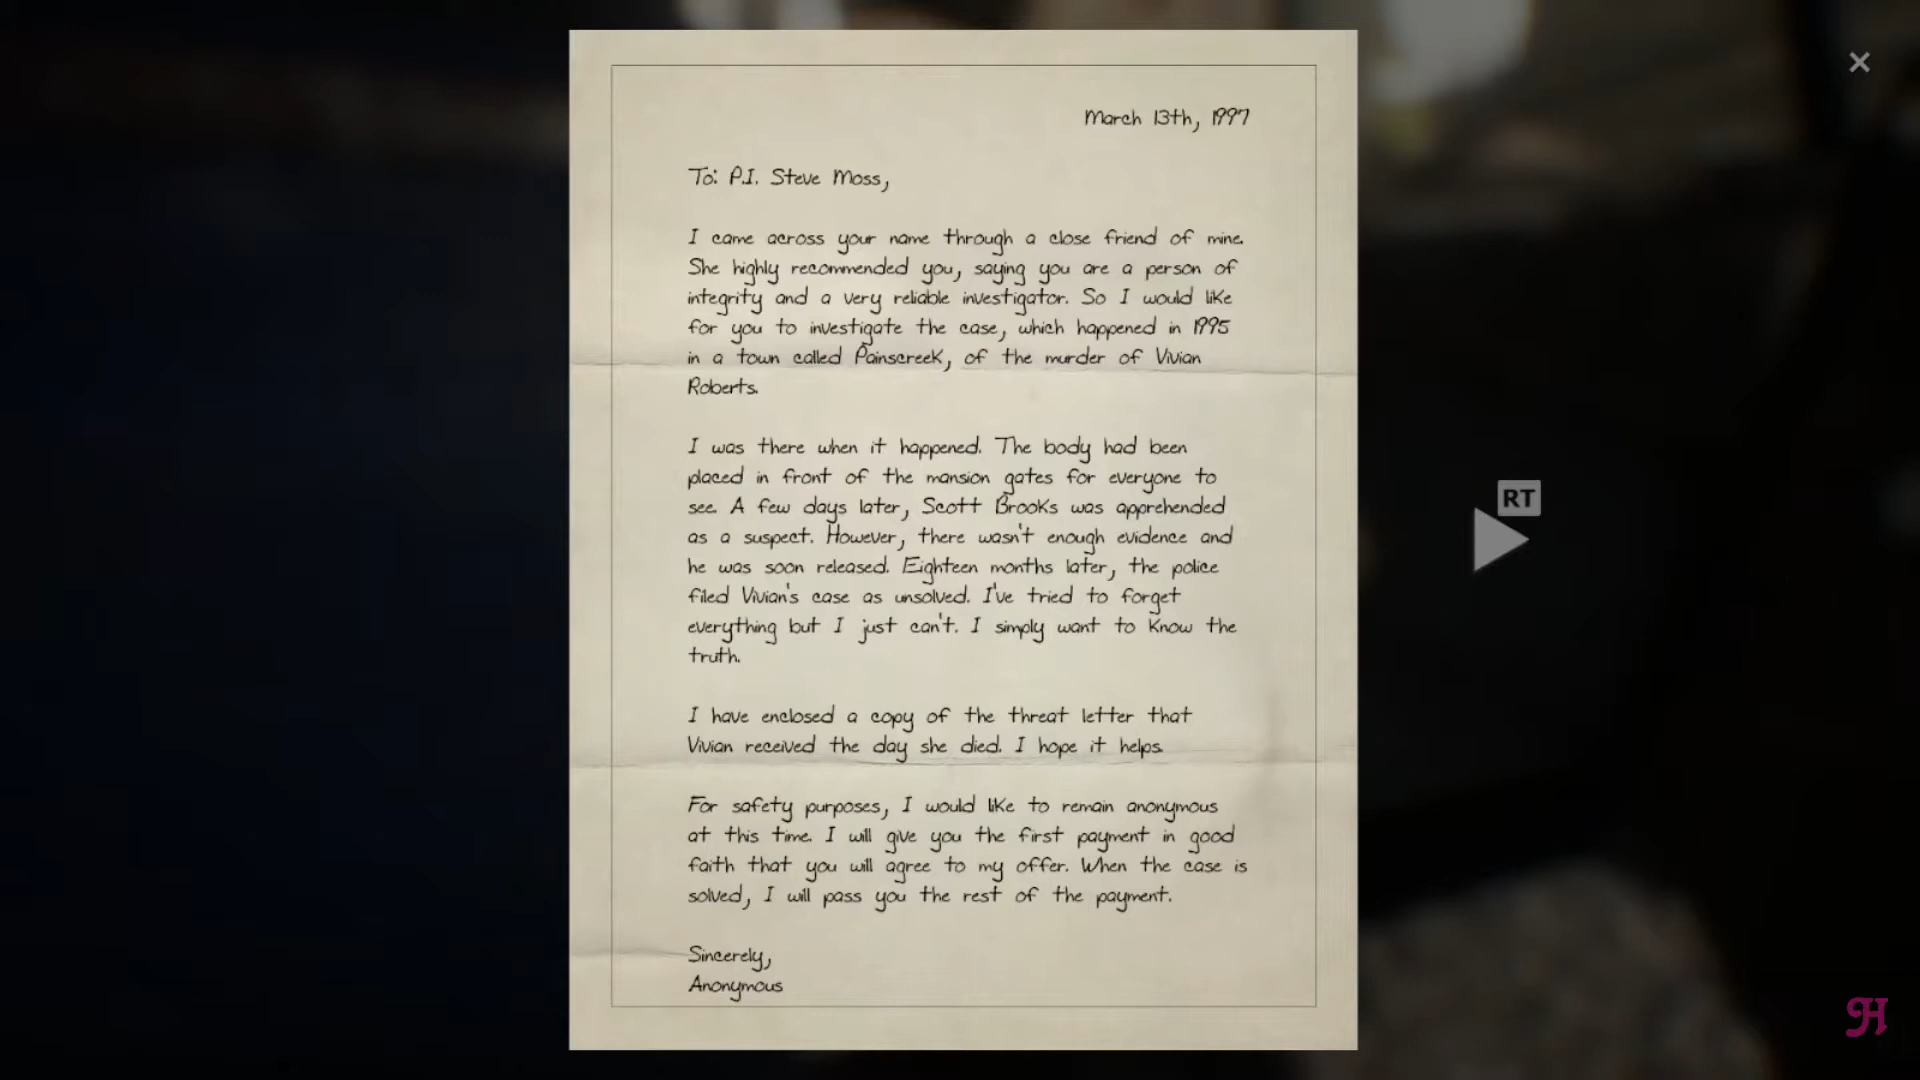 March 13th, 1997
To: P.I. Steve Moss,
I came across your name through a close friend of mine.
She highly recommended you, saying you are a person of
integrity and a very reliable investigator. So I would like
for you to investigate the case, which happened in 1995
in a town called Painscreek, of the murder of Vivian
Roberts.
I was there when it happened. The body had been
placed in front of the mansion gates for everyone to
see. A few days later, Scott Brooks was apprehended
as a suspect. However, there wasn't enough evidence and
he was soon released. Eighteen months later, the police
filed Vivian's case as unsolved. I've tried to forget
everything but I just can't. I simply want to know the
truth.
I have enclosed a copy of the threat letter that
Vivian received the day she died. I hope it helps.
For safety purposes, I would like to remain anonymous
at this time. I will give you the first payment in good
faith that you will agree to my offer. When the case is
solved, I will pass you the rest of the payment.
Sincerely,
Anonymous
RT